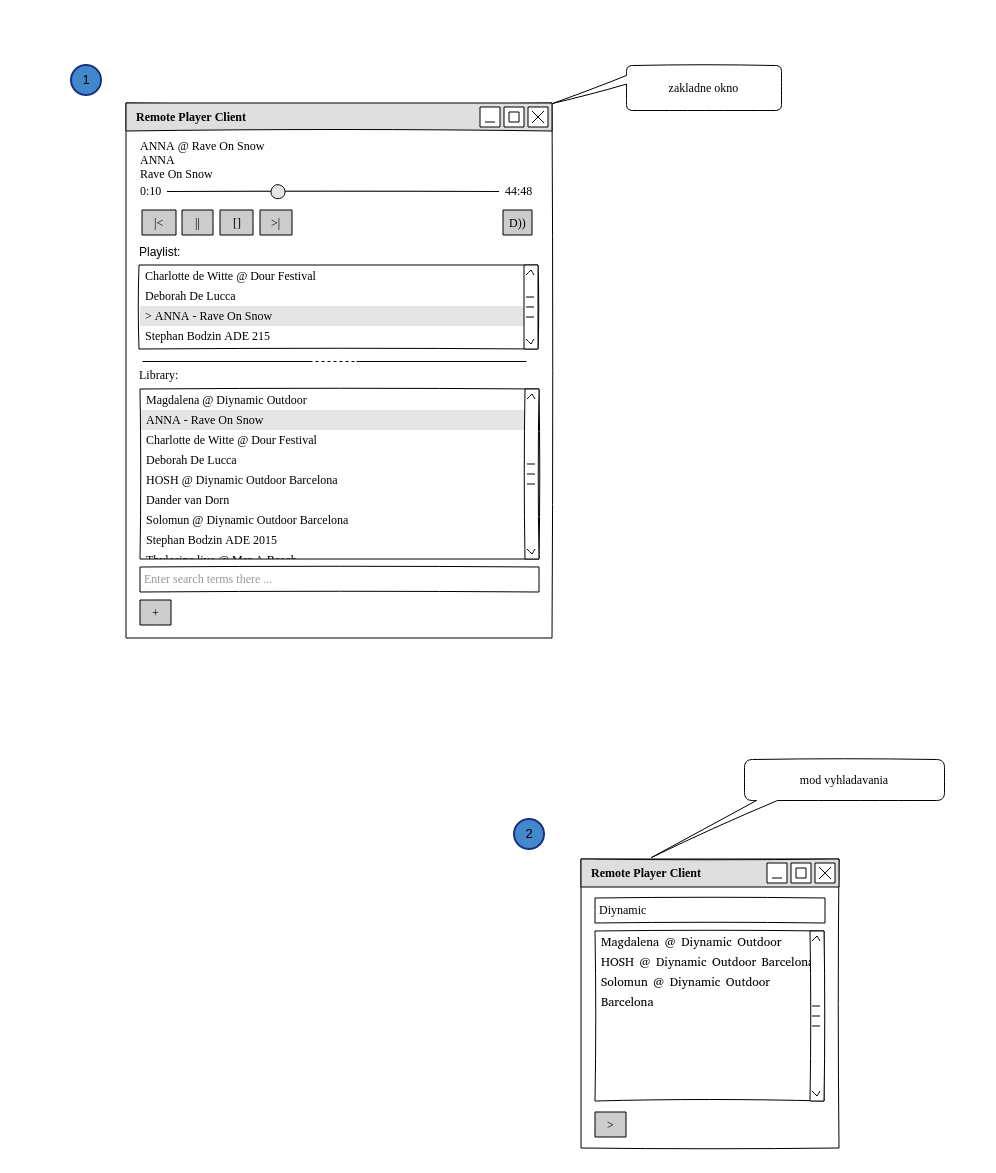 1
zakladne okno
Remote Player Client
ANNA @ Rave On Snow
ANNA
Rave On Snow
0:10 44:48
|< || [] >| D))
Playlist:
Charlotte de Witte @ Dour Festival
Deborah De Lucca
> ANNA - Rave On Snow
Stephan Bodzin ADE 215
Library:
Magdalena @ Diynamic Outdoor
ANNA - Rave On Snow
Charlotte de Witte @ Dour Festival
Deborah De Lucca
HOSH @ Diynamic Outdoor Barcelona
Dander van Dorn
Solomun @ Diynamic Outdoor Barcelona
Stephan Bodzin ADE 2015
Enter search terms there ...
+
mod vyhladavania
2
Remote Player Client
Diynamic
Magdalena @ Diynamic Outdoor
HOSH @ Diynamic Outdoor Barcelona
Solomun @ Diynamic Outdoor
Barcelona
>